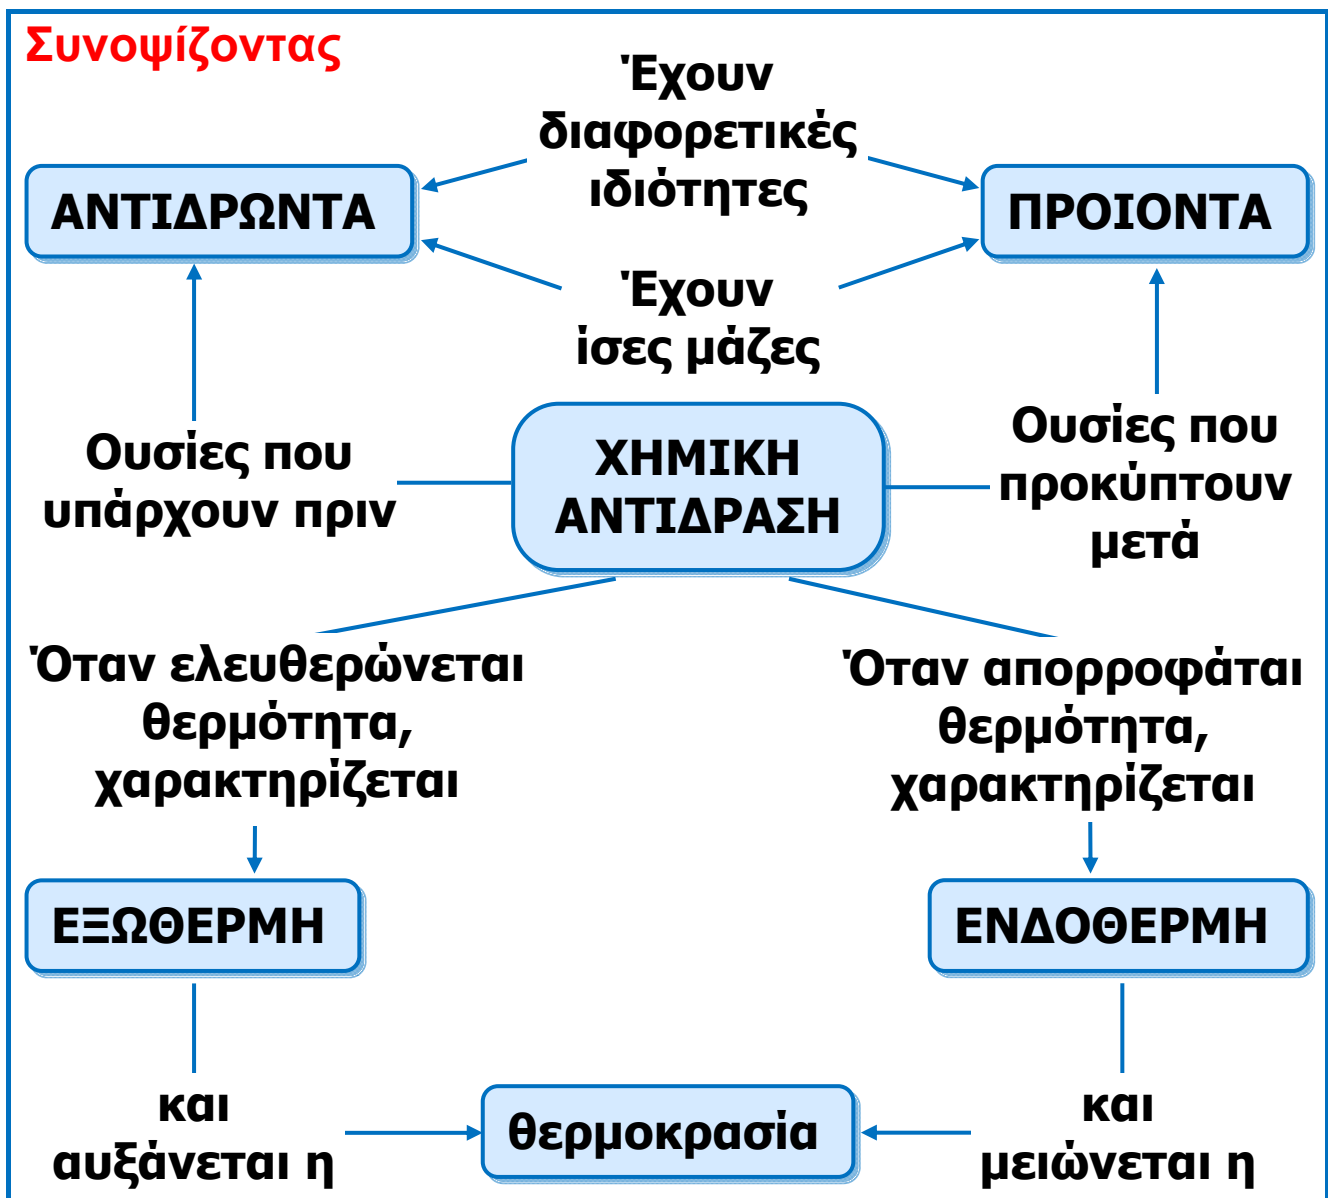 Συνοψίζοντας
Έχουν
διαφορετικές
ιδιότητες
ΑΝΤΙΔΡΩΝΤΑ
ΠΡΟΙΟΝΤΑ
Έχουν
ίσες μάζες
Ουσίες που
υπάρχουν πριν
ΧΗΜΙΚΗ
ΑΝΤΙΔΡΑΣΗ
Ουσίες που
προκύπτουν
μετά
Όταν ελευθερώνεται
θερμότητα,
χαρακτηρίζεται
Όταν απορροφάται
θερμότητα,
χαρακτηρίζεται
ΕΞΩΘΕΡΜΗ
ΕΝΔΟΘΕΡΜΗ
και
αυξάνεται η
θερμοκρασία
και
μειώνεται η